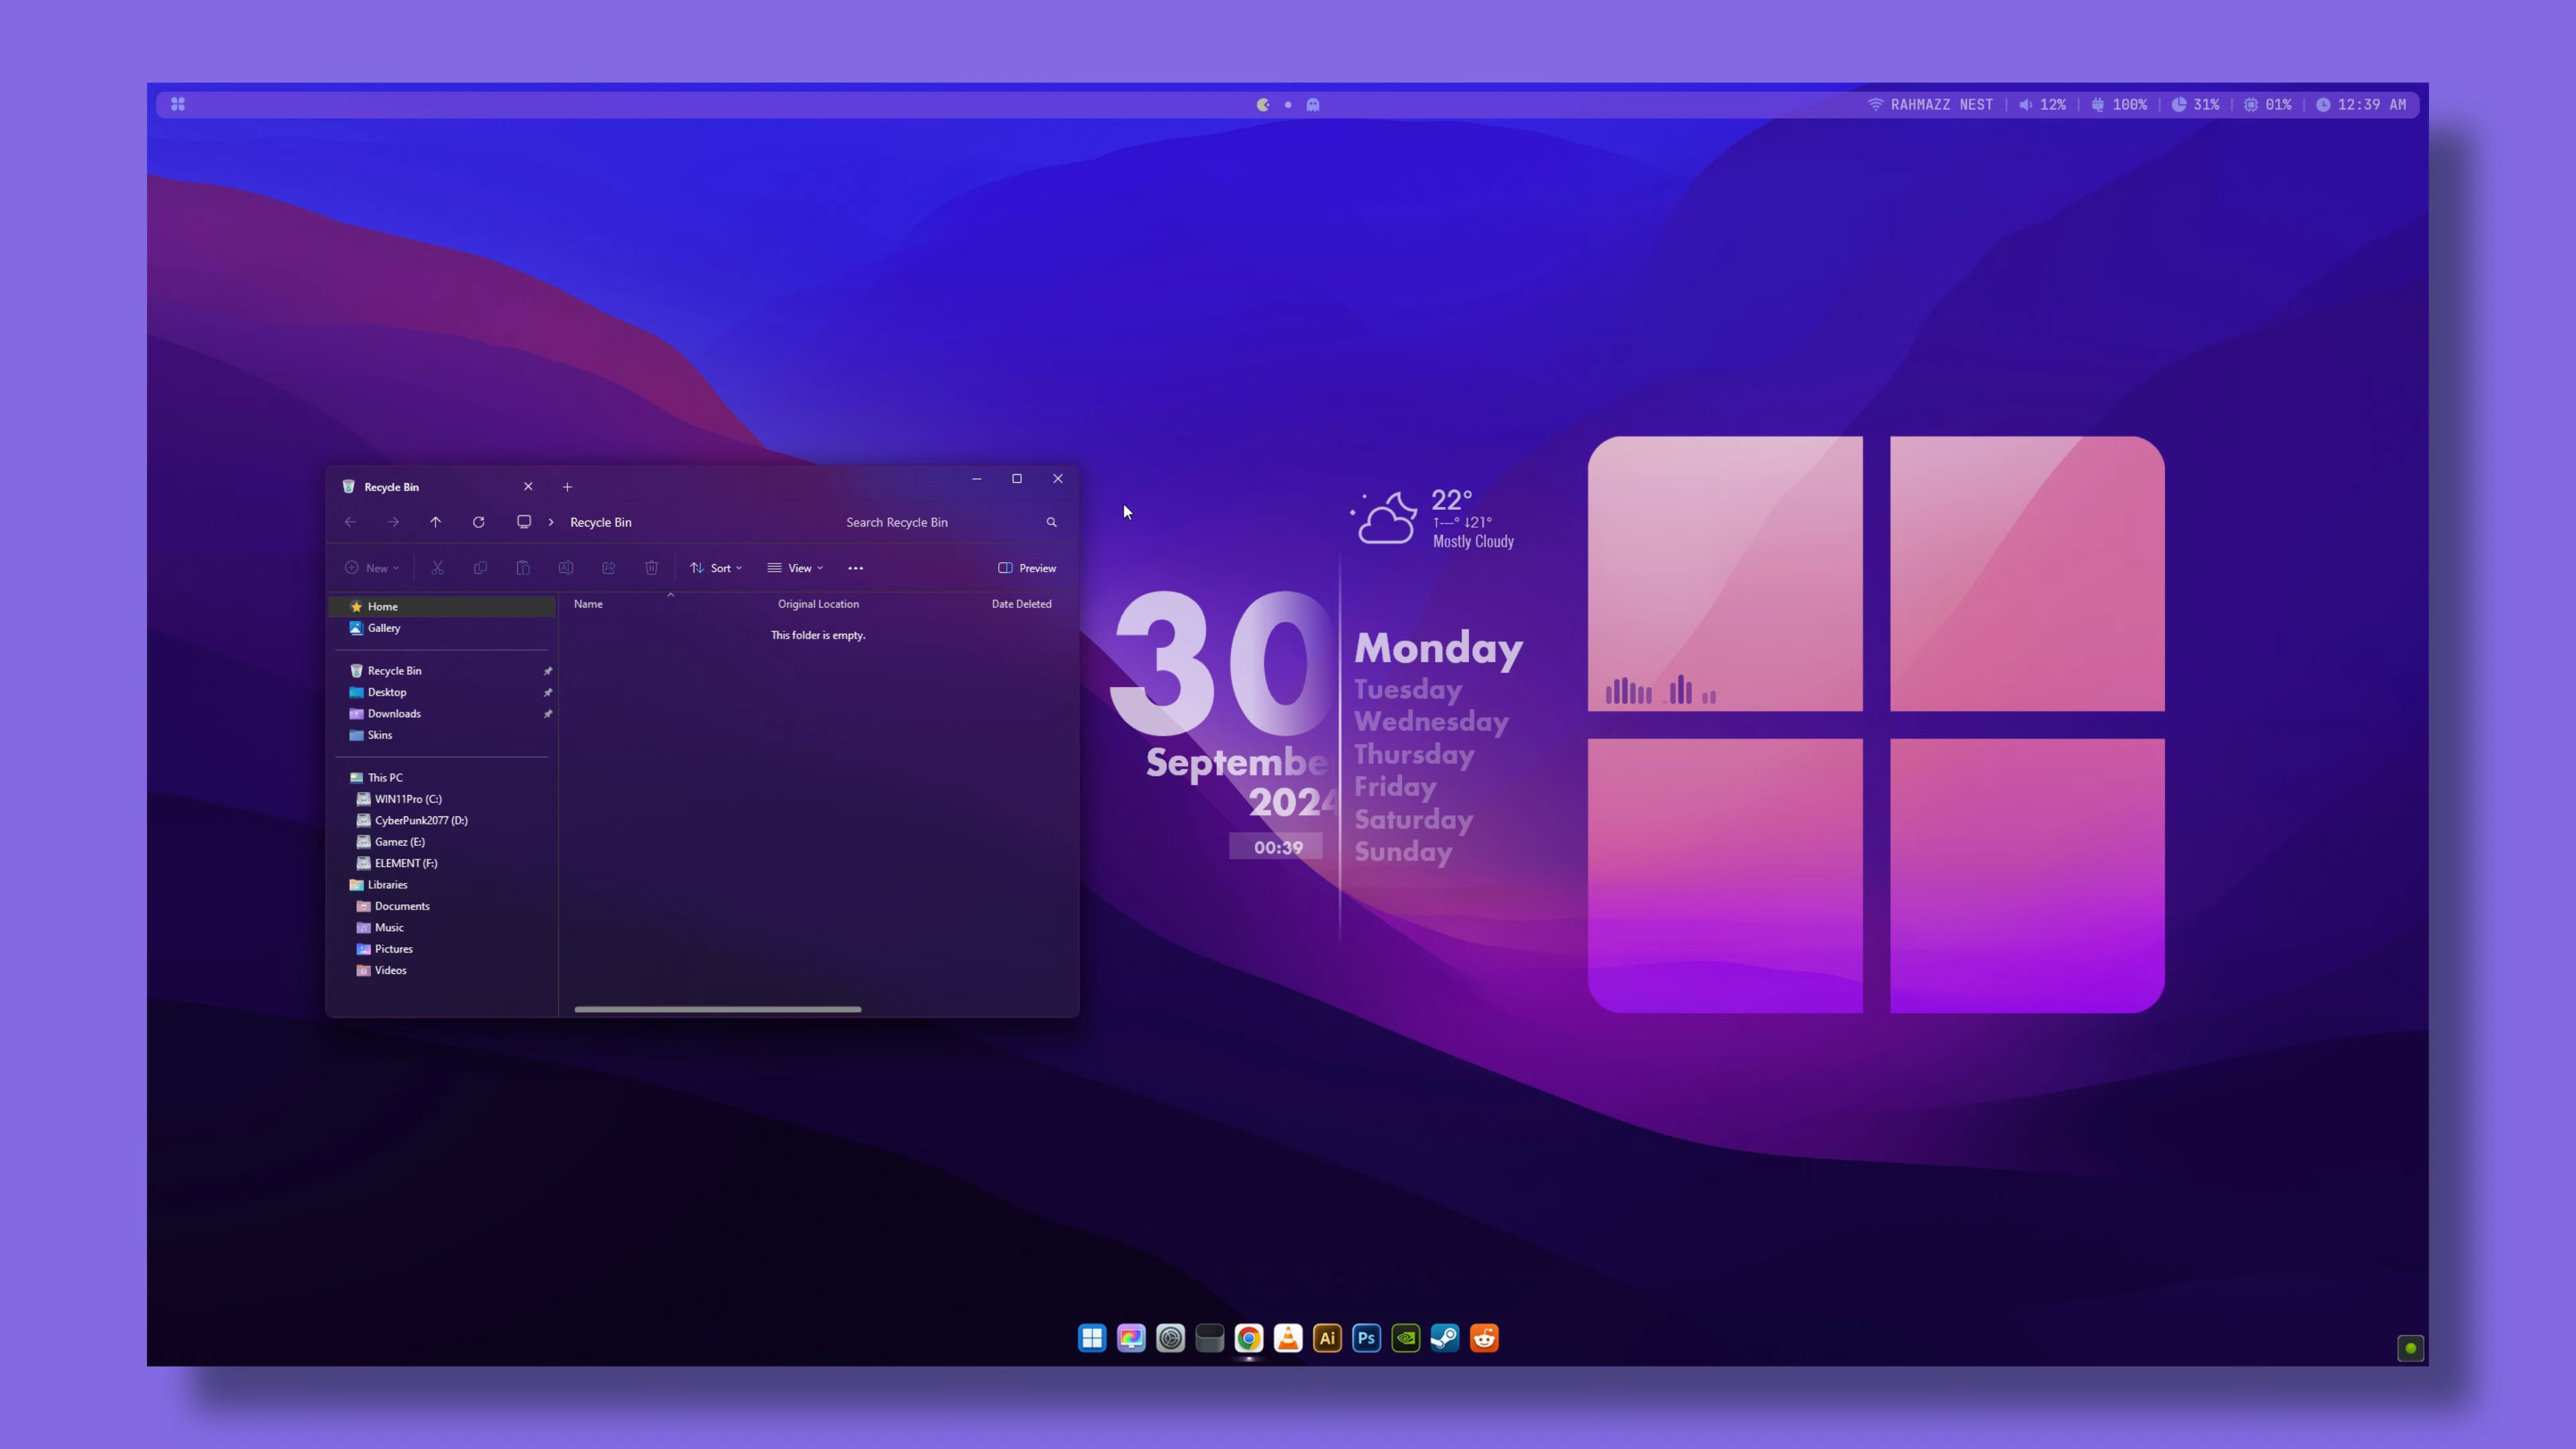 RAHMAZZ NEST | 12% | 100% | 31% | 01% | 12:39 AM
Recycle Bin
Recycle Bin
Search Recycle Bin
New
Sort
View
Preview
Home
Gallery
Recycle Bin
Desktop
Downloads
Skins
This PC
WIN11Pro (C:)
CyberPunk2077 (D:)
Gamez (E:)
ELEMENT (F:)
Libraries
Documents
Music
Pictures
Videos
Name
Original Location
Date Deleted
This folder is empty.
22°
↑---° ↓21°
Mostly Cloudy
30
Septembe
2024
00:39
Monday
Tuesday
Wednesday
Thursday
Friday
Saturday
Sunday
Ai
Ps